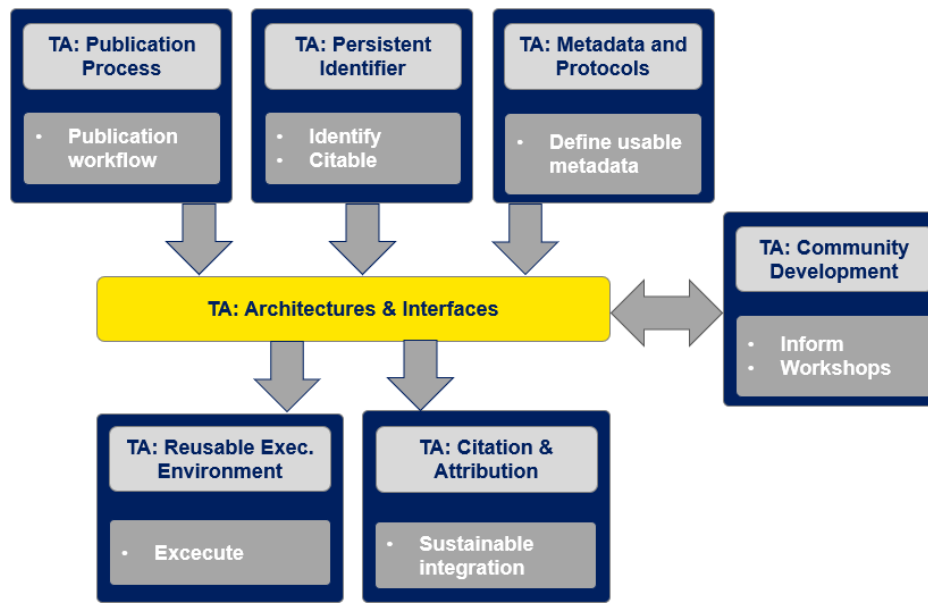 TA: Publication
Process
• Publication
workflow
TA: Persistent
Identifier
• Identify
• Citable
TA: Metadata and
Protocols
• Define usable
metadata
TA: Community
Development
• Inform
• Workshops
TA: Architectures & Interfaces
TA: Reusable Exec.
Environment
• Excecute
TA: Citation &
Attribution
• Sustainable
integration